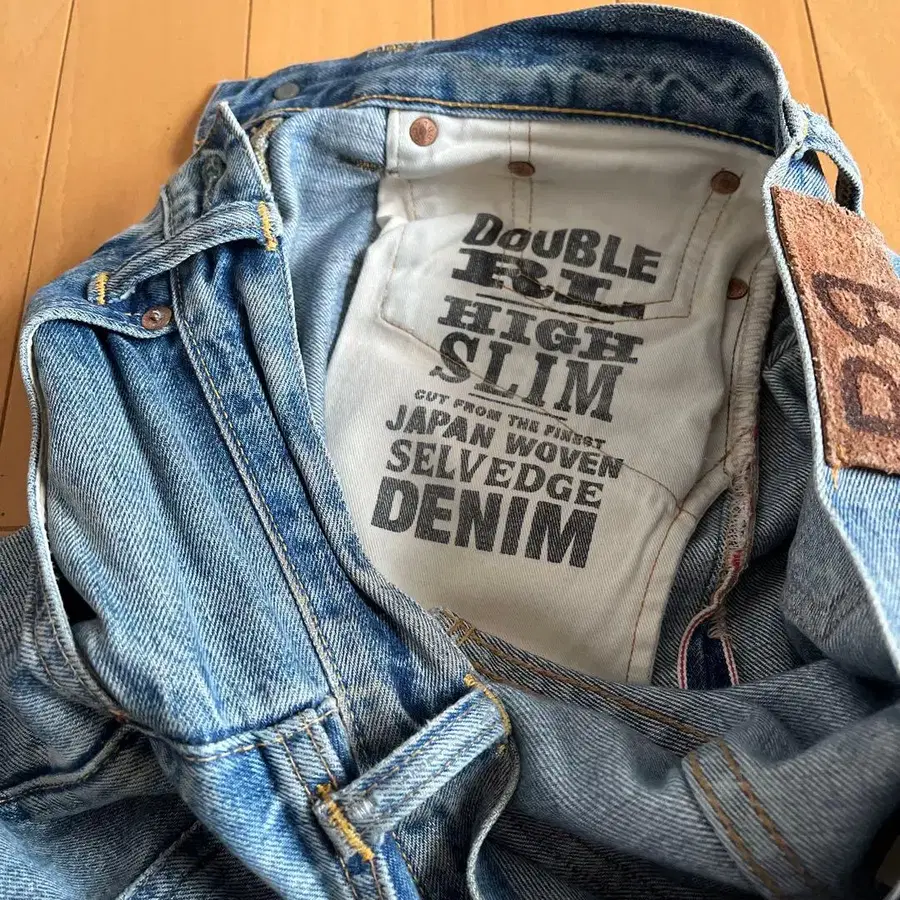 DOUBLE
RL
HIGH
SLIM
CUT FROM THE FINEST
JAPAN WOVEN
SELVEDGE
DENIM